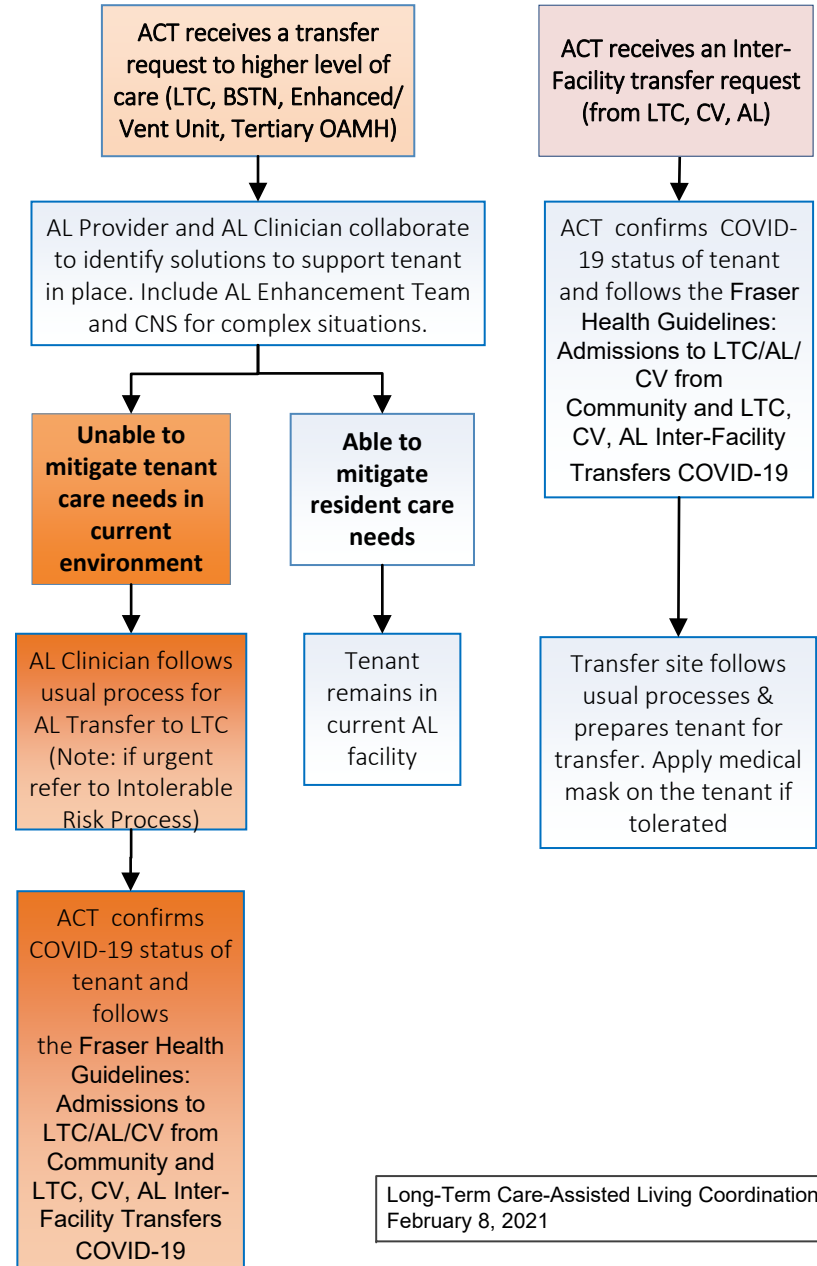 ACT receives a transfer
request to higher level of
care (LTC, BSTN, Enhanced/
Vent Unit, Tertiary OAMH)
AL Provider and AL Clinician collaborate
to identify solutions to support tenant
in place. Include AL Enhancement Team
and CNS for complex situations.
Unable to
mitigate tenant
care needs in
current
environment
Able to
mitigate
resident care
needs
AL Clinician follows
usual process for
AL Transfer to LTC
(Note: if urgent
refer to Intolerable
Risk Process)
Tenant
remains in
current AL
facility
ACT confirms
COVID-19 status of
tenant and
follows
the Fraser Health
Guidelines:
Admissions to
LTC/AL/CV from
Community and
LTC, CV, AL Inter-
Facility Transfers
COVID-19
ACT receives an Inter-
Facility transfer request
(from LTC, CV, AL)
ACT confirms COVID-
19 status of tenant
and follows the Fraser
Health Guidelines:
Admissions to LTC/AL/
CV from
Community and LTC,
CV, AL Inter-Facility
Transfers COVID-19
Transfer site follows
usual processes &
prepares tenant for
transfer. Apply medical
mask on the tenant if
tolerated
Long-Term Care-Assisted Living Coordination
February 8, 2021